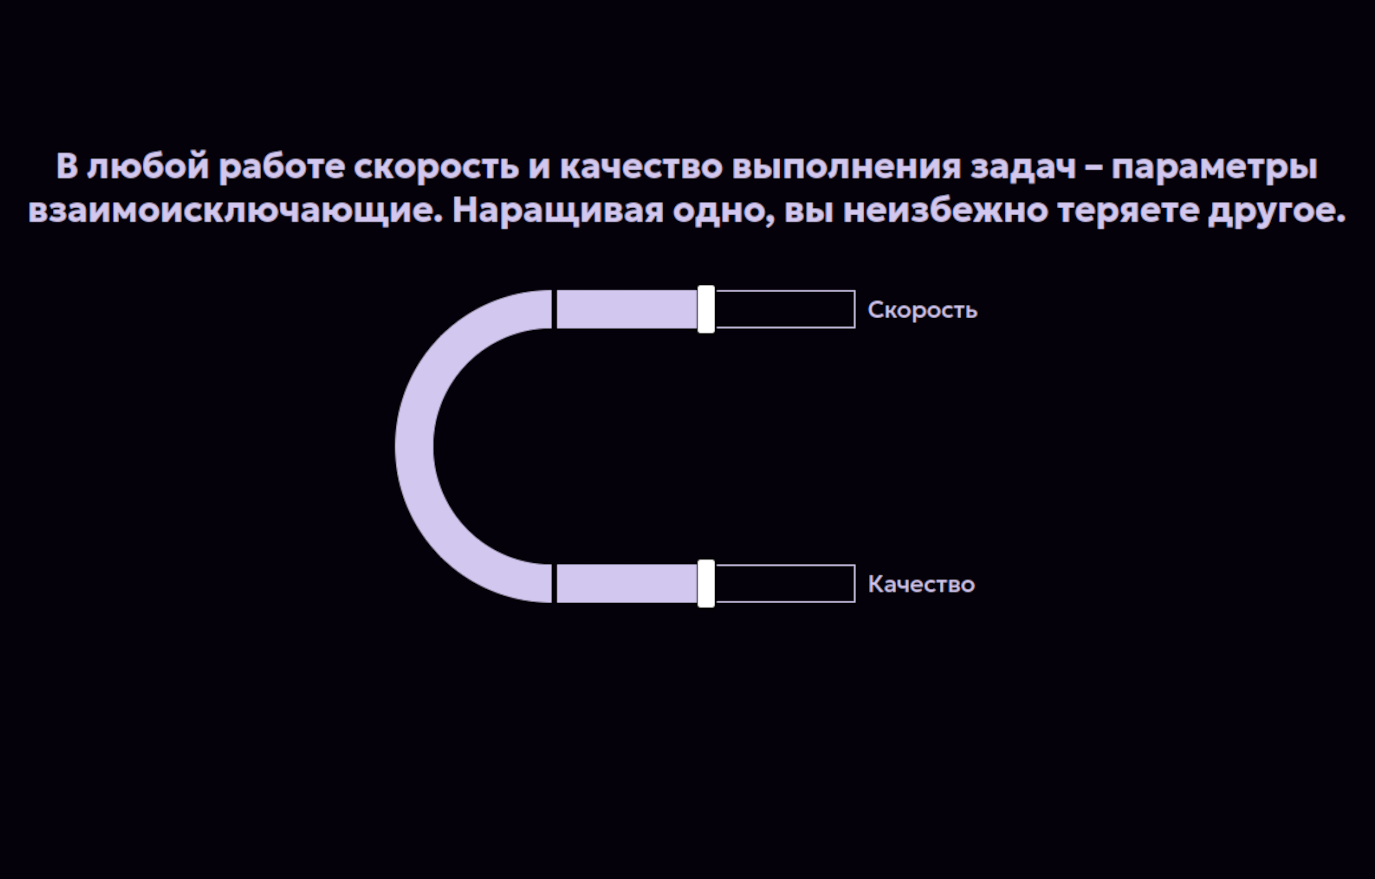 В любой работе скорость и качество выполнения задач – параметры
взаимоисключающие. Наращивая одно, вы неизбежно теряете другое.
Скорость
Качество